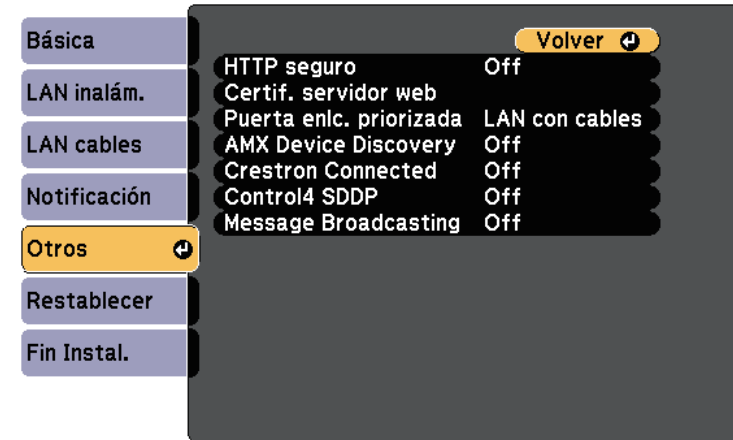 Básica
LAN inalám.
LAN cables
Notificación
Otros
Restablecer
Fin Instal.
Volver
HTTP seguro Off
Certif. servidor web
Puerta enlc. priorizada LAN con cables
AMX Device Discovery Off
Crestron Connected Off
Control4 SDDP Off
Message Broadcasting Off